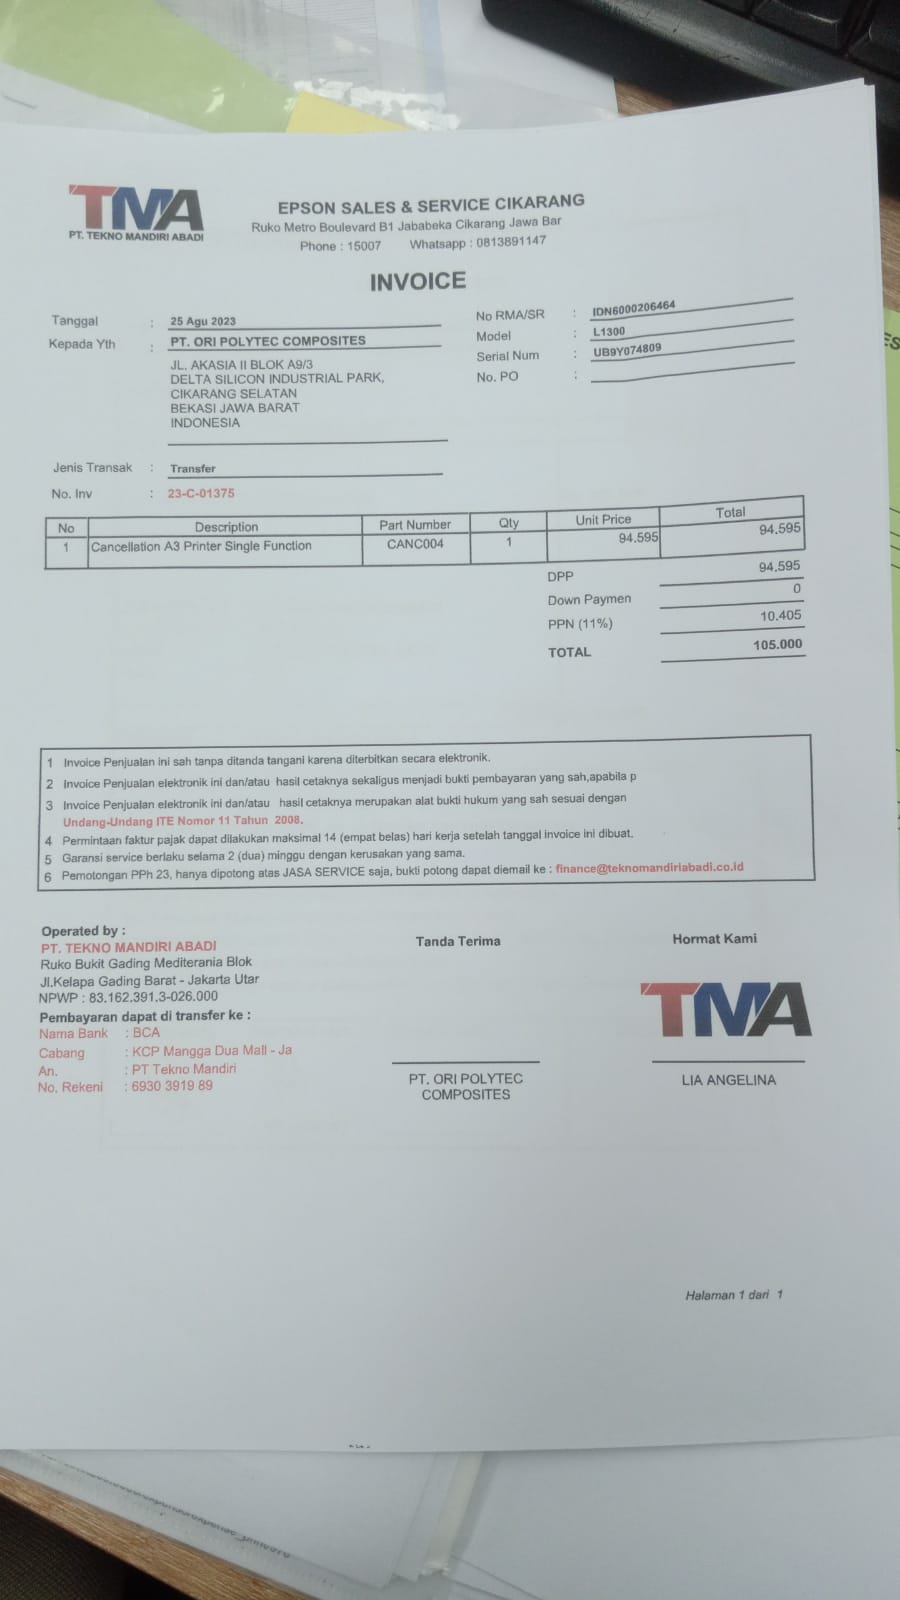 TMA
PT. TEKNO MANDIRI ABADI
EPSON SALES & SERVICE CIKARANG
Ruko Metro Boulevard B1 Jababeka Cikarang Jawa Bar
Phone : 15007 Whatsapp : 0813891147
INVOICE
Tanggal : 25 Agu 2023
Kepada Yth : PT. ORI POLYTEC COMPOSITES
JL. AKASIA II BLOK A9/3
DELTA SILICON INDUSTRIAL PARK,
CIKARANG SELATAN
BEKASI JAWA BARAT
INDONESIA
No RMA/SR : IDN6000206464
Model : L1300
Serial Num : UB9Y074809
No. PO :
Jenis Transak : Transfer
No. Inv : 23-C-01375
No Description Part Number Qty Unit Price Total
1 Cancellation A3 Printer Single Function CANC004 1 94.595 94.595
DPP 94.595
Down Paymen 0
PPN (11%) 10.405
TOTAL 105.000
1 Invoice Penjualan ini sah tanpa ditanda tangani karena diterbitkan secara elektronik.
2 Invoice Penjualan elektronik ini dan/atau hasil cetaknya sekaligus menjadi bukti pembayaran yang sah,apabila p
3 Invoice Penjualan elektronik ini dan/atau hasil cetaknya merupakan alat bukti hukum yang sah sesuai dengan
Undang-Undang ITE Nomor 11 Tahun 2008.
4 Permintaan faktur pajak dapat dilakukan maksimal 14 (empat belas) hari kerja setelah tanggal invoice ini dibuat.
5 Garansi service berlaku selama 2 (dua) minggu dengan kerusakan yang sama.
6 Pemotongan PPh 23, hanya dipotong atas JASA SERVICE saja, bukti potong dapat diemail ke : finance@teknomandiriabadi.co.id
Operated by :
PT. TEKNO MANDIRI ABADI
Ruko Bukit Gading Mediterania Blok
Jl.Kelapa Gading Barat - Jakarta Utar
NPWP : 83.162.391.3-026.000
Pembayaran dapat di transfer ke :
Nama Bank : BCA
Cabang : KCP Mangga Dua Mall - Ja
An. : PT Tekno Mandiri
No. Rekeni : 6930 3919 89
Tanda Terima
PT. ORI POLYTEC
COMPOSITES
Hormat Kami
TMA
LIA ANGELINA
Halaman 1 dari 1